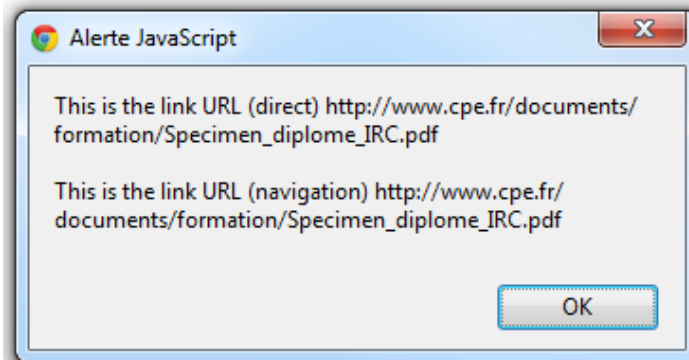 Alerte JavaScript
This is the link URL (direct) http://www.cpe.fr/documents/
formation/Specimen_diplome_IRC.pdf
This is the link URL (navigation) http://www.cpe.fr/
documents/formation/Specimen_diplome_IRC.pdf
OK